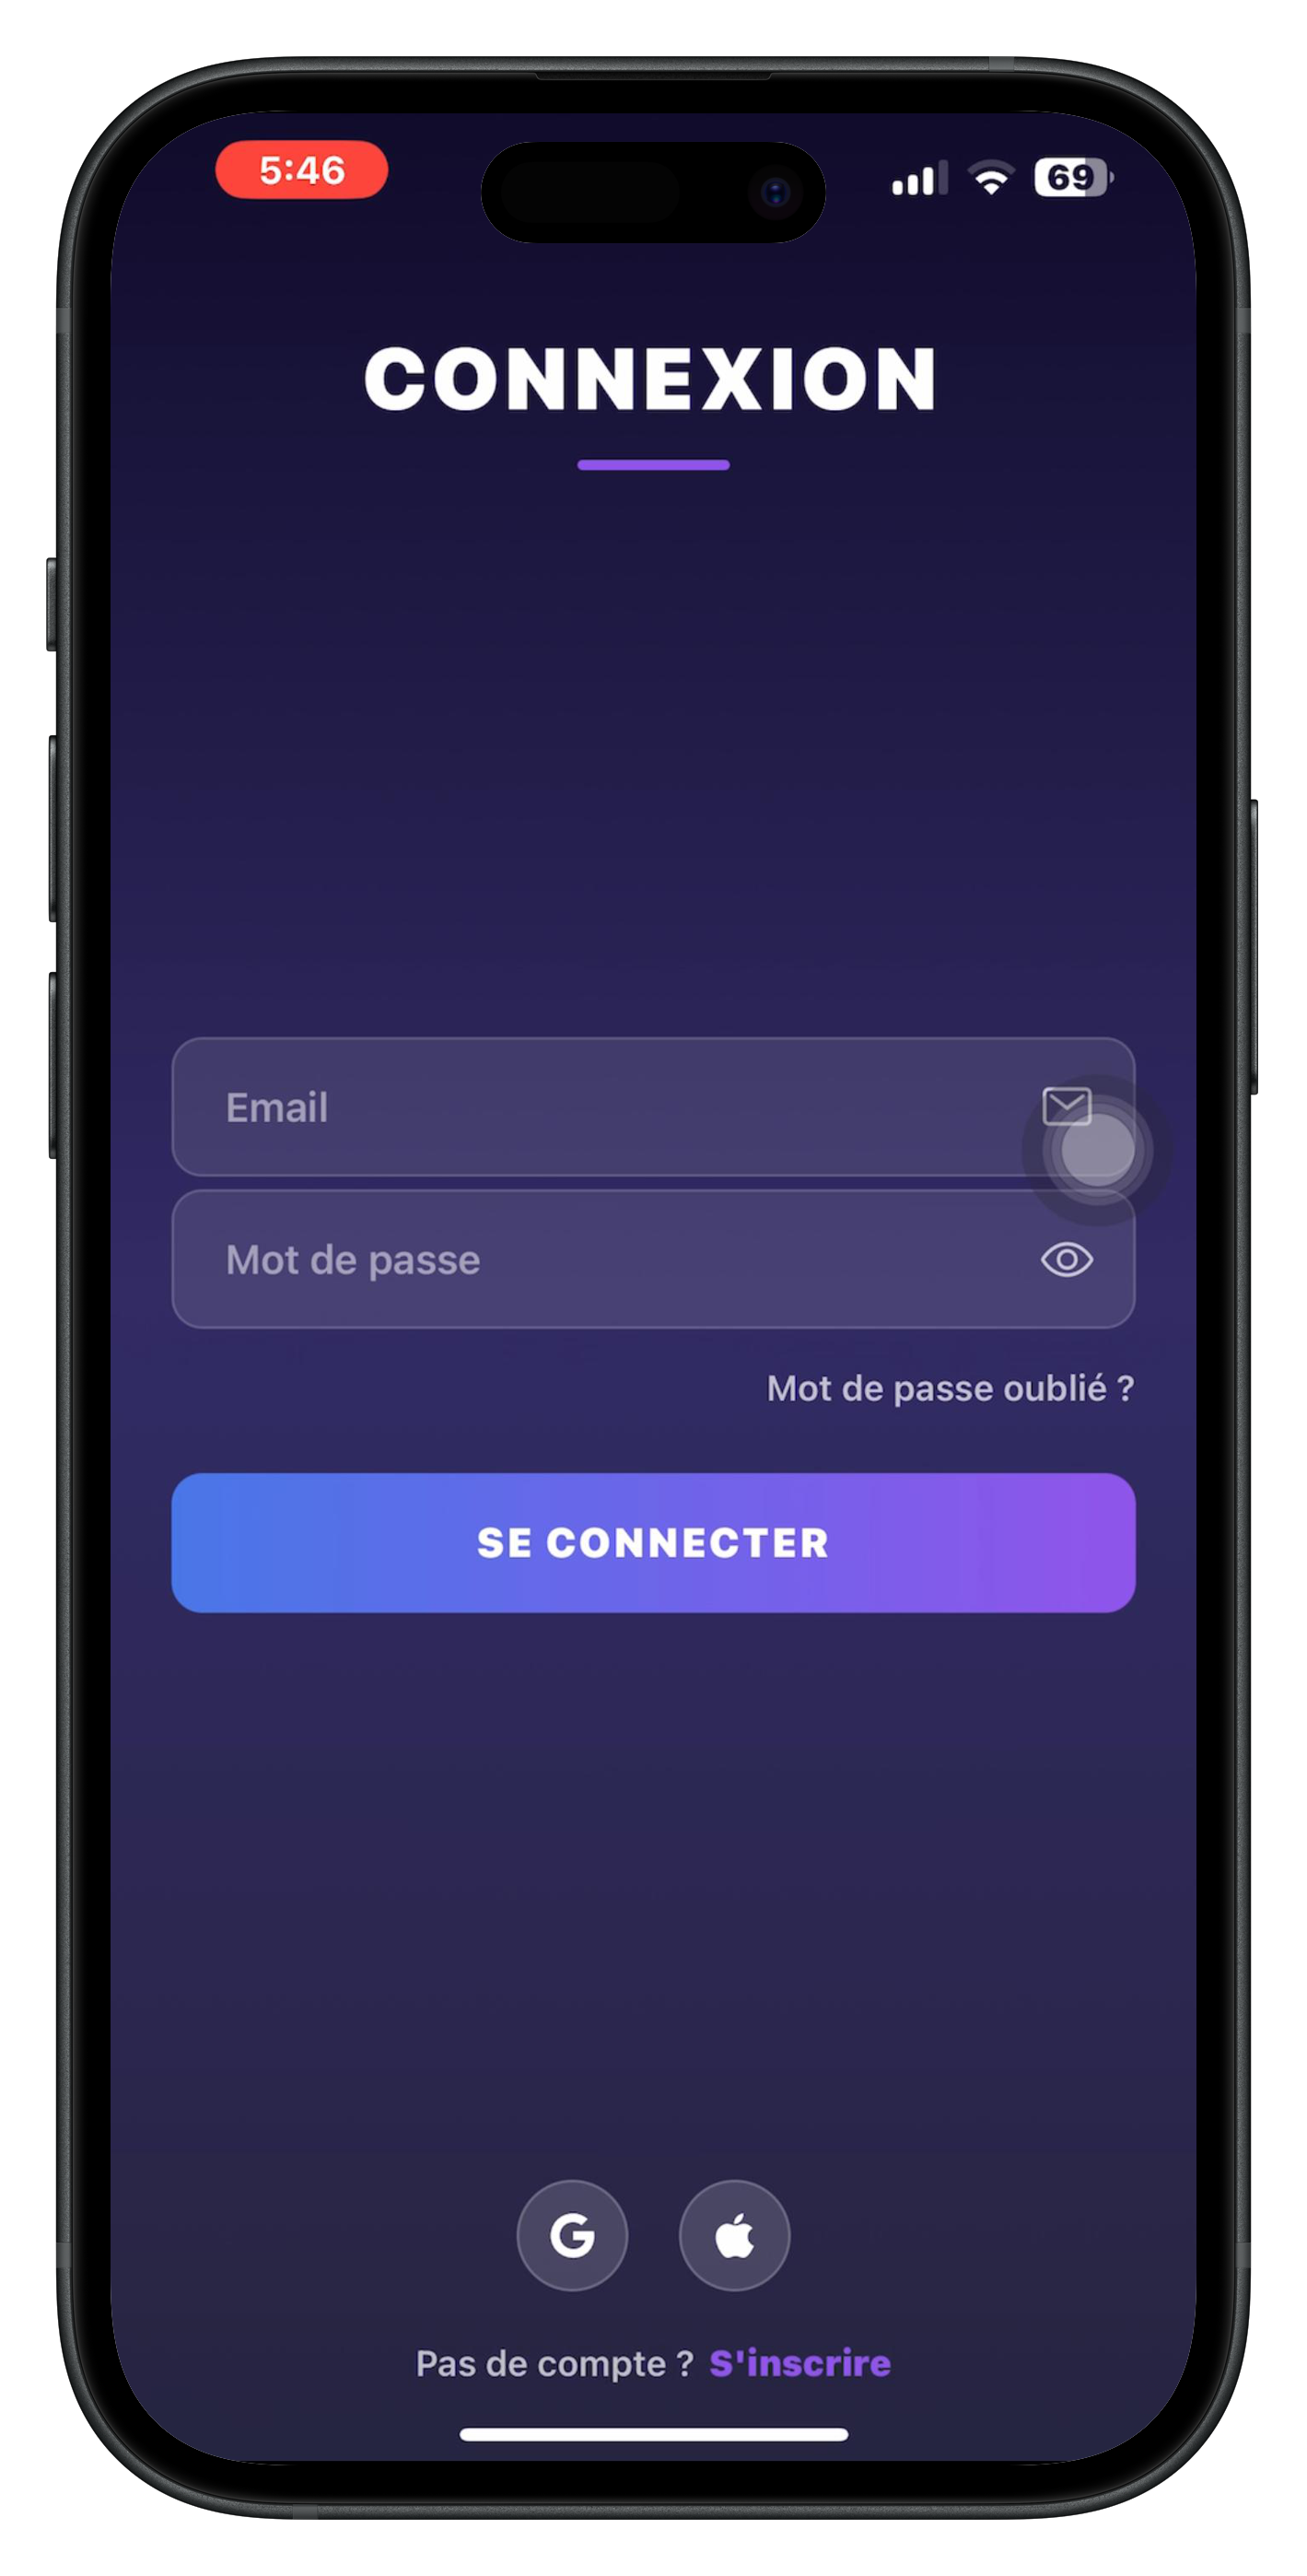 5:46
69
CONNEXION
Email
Mot de passe
Mot de passe oublié ?
SE CONNECTER
G
Pas de compte ? S'inscrire